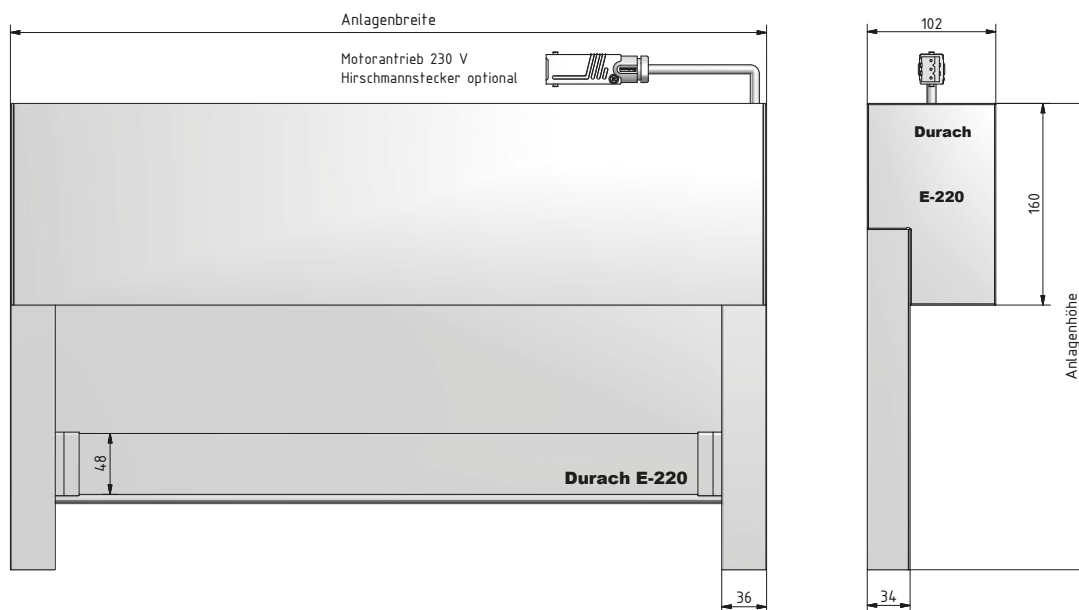 Anlagenbreite
102
Motorantrieb 230 V
Hirschmannstecker optional
Durach
E-220
160
Anlagenhöhe
48
Durach E-220
36
34